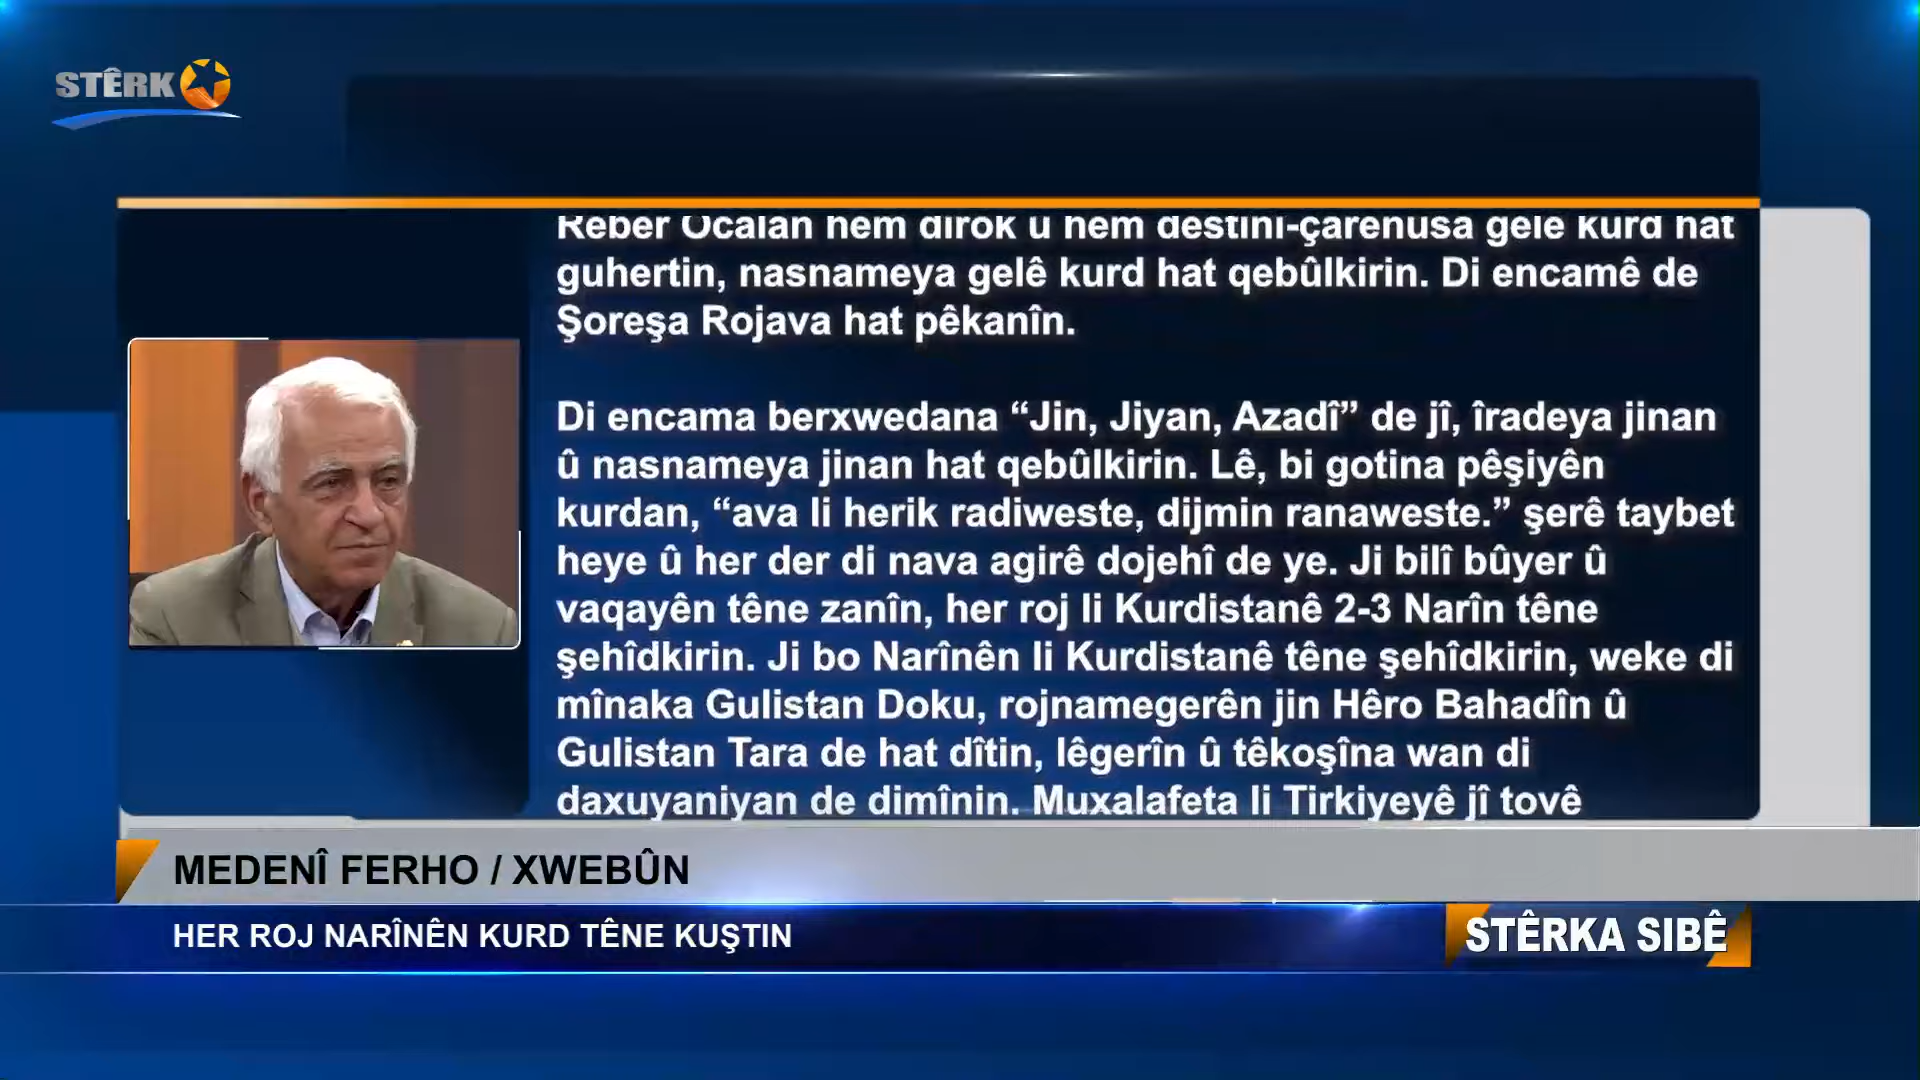 STÊRK
Rêber Ocalan hem dîrok û hem destînî-çarenûsa gelê kurd hat
guhertin, nasnameya gelê kurd hat qebûlkirin. Di encamê de
Şoreşa Rojava hat pêkanîn.
Di encama berxwedana “Jin, Jiyan, Azadî” de jî, îradeya jinan
û nasnameya jinan hat qebûlkirin. Lê, bi gotina pêşiyên
kurdan, “ava li herik radiweste, dijmin ranaweste.” şerê taybet
heye û her der di nava agirê dojehî de ye. Ji bilî bûyer û
vaqayên têne zanîn, her roj li Kurdistanê 2-3 Narîn têne
şehîdkirin. Ji bo Narînên li Kurdistanê têne şehîdkirin, weke di
mînaka Gulistan Doku, rojnamegerên jin Hêro Bahadîn û
Gulistan Tara de hat dîtin, lêgerîn û têkoşîna wan di
daxuyaniyan de dimînin. Muxalafeta li Tirkiyeyê jî tovê
MEDENÎ FERHO / XWEBÛN
HER ROJ NARÎNÊN KURD TÊNE KUŞTIN
STÊRKA SIBÊ